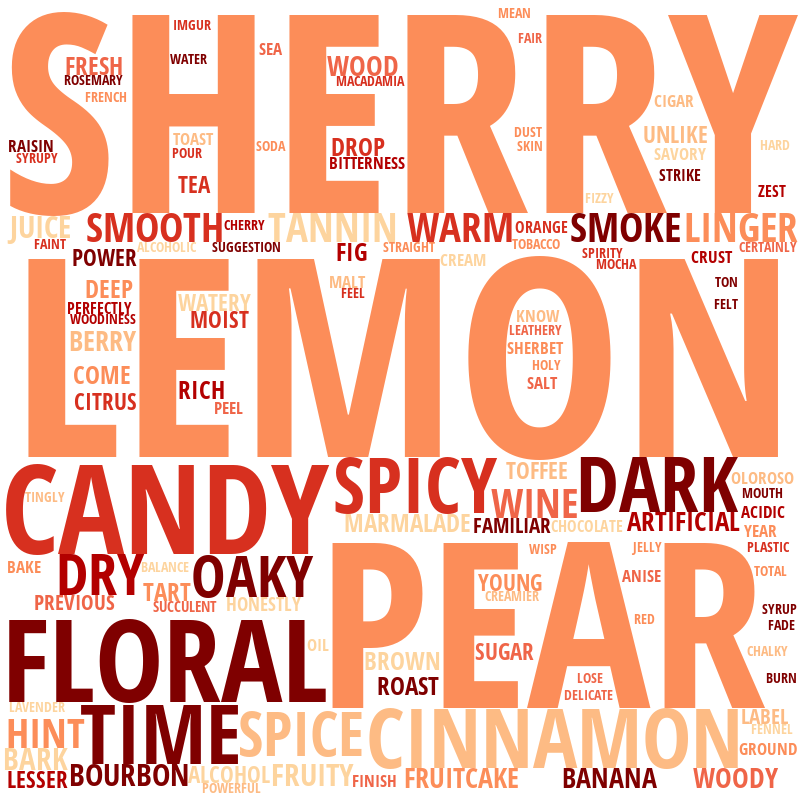 SHERRY
IMGUR
MEAN
FAIR
SEA
WATER
FRESH
WOOD
ROSEMARY
MACADAMIA
FRENCH
CIGAR
TOAST
SODA
DROP
DUST
UNLIKE
RAISIN
SYRUPY
POUR
BITTERNESS
SKIN
SAVORY
HARD
TEA
STRIKE
ZEST
FIZZY
JUICE
SMOOTH
CHERRY
TANNIN
WARM
ORANGE
SMOKE
LINGER
FAINT
ALCOHOLIC
SUGGESTION
STRAIGHT
TOBACCO
CERTAINLY
POWER
FIG
CREAM
SPIRITY
MOCHA
CRUST
LEMON
DEEP
MALT
FEEL
TON
PERFECTLY
WATERY
FELT
WOODINESS
MOIST
KNOW
LEATHERY
BERRY
SHERBET
COME
HOLY
RICH
SALT
CITRUS
PEEL
CANDY
SPICY
TOFFEE
DARK
OLOROSO
TINGLY
WINE
MOUTH
MARMALADE
FAMILIAR
CHOCOLATE
ARTIFICIAL
ACIDIC
YEAR
PEAR
WISP
JELLY
PLASTIC
BAKE
DRY
BALANCE
OAKY
YOUNG
ANISE
TOTAL
TART
CREAMIER
PREVIOUS
SUCCULENT
HONESTLY
SYRUP
FLORAL
RED
FADE
OIL
SUGAR
CHALKY
BROWN
ROAST
LOSE
BURN
DELICATE
LAVENDER
TIME
SPICE
CINNAMON
LABEL
HINT
FENNEL
BARK
GROUND
LESSER
BOURBON
ALCOHOL
FRUITY
FINISH
FRUITCAKE
BANANA
WOODY
POWERFUL